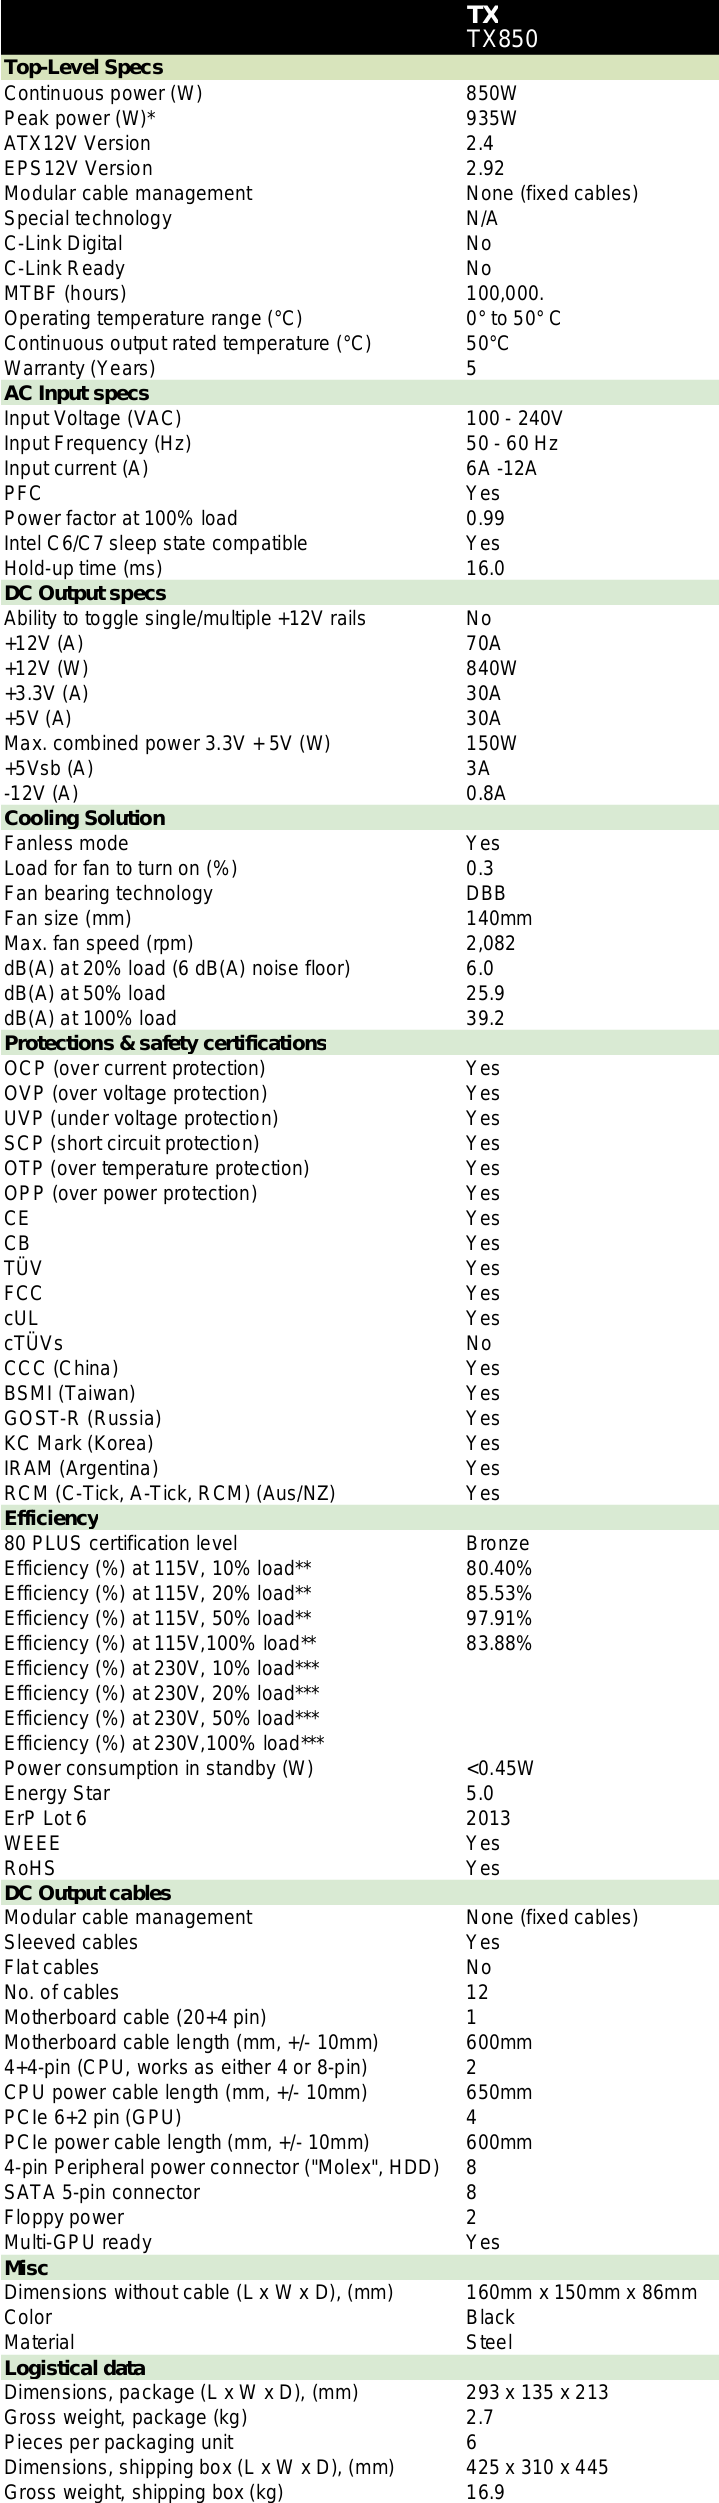 TX
TX850
Top-Level Specs
Continuous power (W) 850W
Peak power (W)* 935W
ATX12V Version 2.4
EPS12V Version 2.92
Modular cable management None (fixed cables)
Special technology N/A
C-Link Digital No
C-Link Ready No
MTBF (hours) 100,000.
Operating temperature range (°C) 0° to 50° C
Continuous output rated temperature (°C) 50°C
Warranty (Years) 5
AC Input specs
Input Voltage (VAC) 100 - 240V
Input Frequency (Hz) 50 - 60 Hz
Input current (A) 6A -12A
PFC Yes
Power factor at 100% load 0.99
Intel C6/C7 sleep state compatible Yes
Hold-up time (ms) 16.0
DC Output specs
Ability to toggle single/multiple +12V rails No
+12V (A) 70A
+12V (W) 840W
+3.3V (A) 30A
+5V (A) 30A
Max. combined power 3.3V + 5V (W) 150W
+5Vsb (A) 3A
-12V (A) 0.8A
Cooling Solution
Fanless mode Yes
Load for fan to turn on (%) 0.3
Fan bearing technology DBB
Fan size (mm) 140mm
Max. fan speed (rpm) 2,082
dB(A) at 20% load (6 dB(A) noise floor) 6.0
dB(A) at 50% load 25.9
dB(A) at 100% load 39.2
Protections & safety certifications
OCP (over current protection) Yes
OVP (over voltage protection) Yes
UVP (under voltage protection) Yes
SCP (short circuit protection) Yes
OTP (over temperature protection) Yes
OPP (over power protection) Yes
CE Yes
CB Yes
TÜV Yes
FCC Yes
cUL Yes
cTÜVs No
CCC (China) Yes
BSMI (Taiwan) Yes
GOST-R (Russia) Yes
KC Mark (Korea) Yes
IRAM (Argentina) Yes
RCM (C-Tick, A-Tick, RCM) (Aus/NZ) Yes
Efficiency
80 PLUS certification level Bronze
Efficiency (%) at 115V, 10% load** 80.40%
Efficiency (%) at 115V, 20% load** 85.53%
Efficiency (%) at 115V, 50% load** 97.91%
Efficiency (%) at 115V,100% load** 83.88%
Efficiency (%) at 230V, 10% load***
Efficiency (%) at 230V, 20% load***
Efficiency (%) at 230V, 50% load***
Efficiency (%) at 230V,100% load***
Power consumption in standby (W) <0.45W
Energy Star 5.0
ErP Lot 6 2013
WEEE Yes
RoHS Yes
DC Output cables
Modular cable management None (fixed cables)
Sleeved cables Yes
Flat cables No
No. of cables 12
Motherboard cable (20+4 pin) 1
Motherboard cable length (mm, +/- 10mm) 600mm
4+4-pin (CPU, works as either 4 or 8-pin) 2
CPU power cable length (mm, +/- 10mm) 650mm
PCIe 6+2 pin (GPU) 4
PCIe power cable length (mm, +/- 10mm) 600mm
4-pin Peripheral power connector ("Molex", HDD) 8
SATA 5-pin connector 8
Floppy power 2
Multi-GPU ready Yes
Misc
Dimensions without cable (L x W x D), (mm) 160mm x 150mm x 86mm
Color Black
Material Steel
Logistical data
Dimensions, package (L x W x D), (mm) 293 x 135 x 213
Gross weight, package (kg) 2.7
Pieces per packaging unit 6
Dimensions, shipping box (L x W x D), (mm) 425 x 310 x 445
Gross weight, shipping box (kg) 16.9